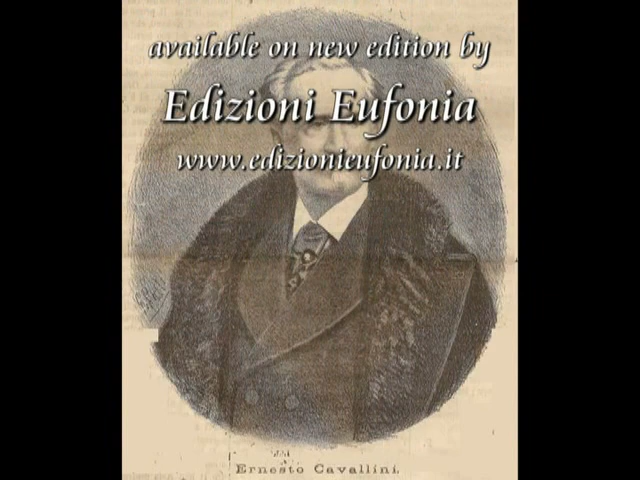 available on new edition by
Edizioni Eufonia
www.edizionieufonia.it
Ernesto Cavallini.